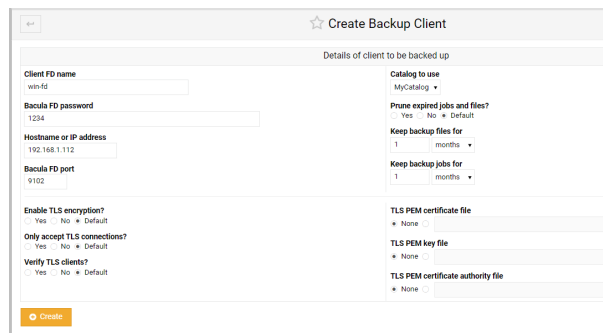 Create Backup Client
Details of client to be backed up
Client FD name
win-fd
Bacula FD password
1234
Hostname or IP address
192.168.1.112
Bacula FD port
9102
Catalog to use
MyCatalog
Prune expired jobs and files?
Yes No Default
Keep backup files for
1 months
Keep backup jobs for
1 months
Enable TLS encryption?
Yes No Default
Only accept TLS connections?
Yes No Default
Verify TLS clients?
Yes No Default
TLS PEM certificate file
None
TLS PEM key file
None
TLS PEM certificate authority file
None
Create